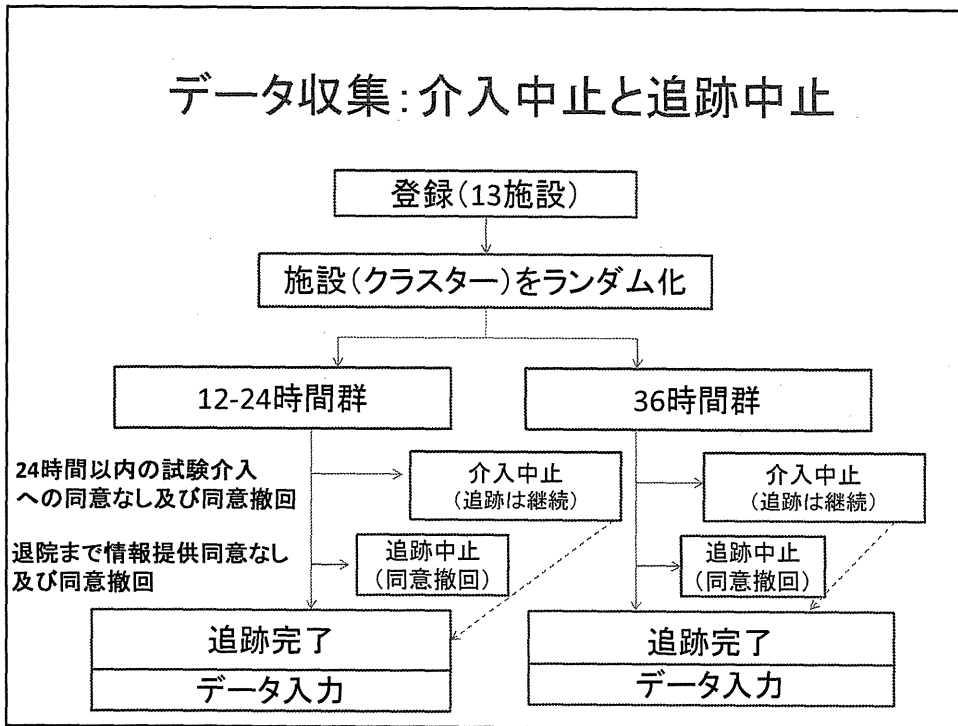 データ収集:介入中止と追跡中止
登録(13施設)
施設(クラスター)をランダム化
12-24時間群
36時間群
24時間以内の試験介入
への同意なし及び同意撤回
介入中止
(追跡は継続)
介入中止
(追跡は継続)
退院まで情報提供同意なし
及び同意撤回
追跡中止
(同意撤回)
追跡中止
(同意撤回)
追跡完了
データ入力
追跡完了
データ入力